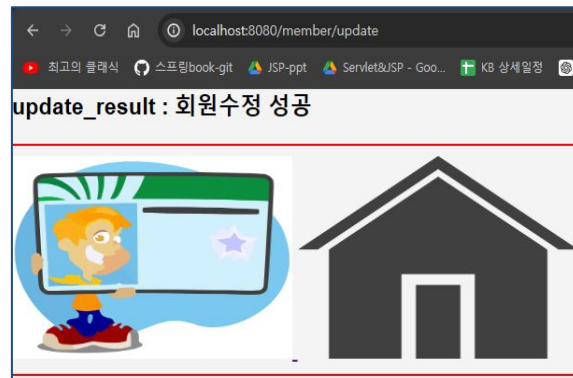 localhost:8080/member/update
최고의 클래식 스프링book-git JSP-ppt Servlet&JSP - Goo... KB 상세일정
update_result : 회원수정 성공